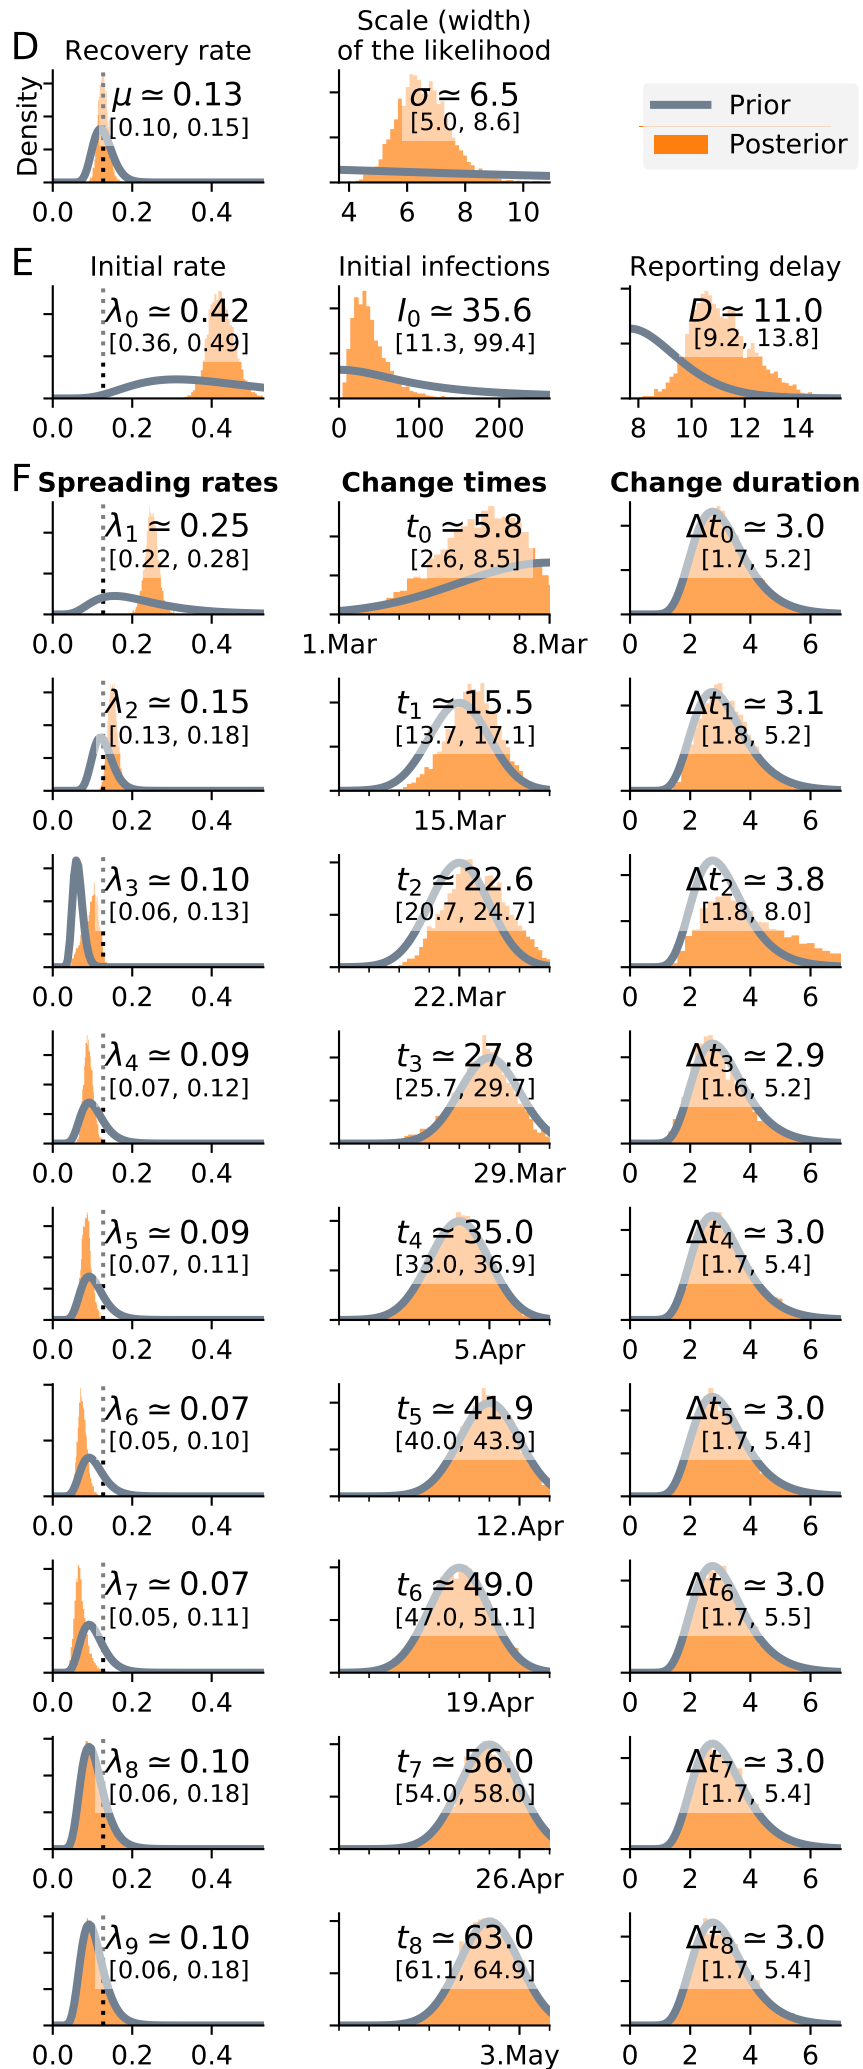 D
Recovery rate
Scale (width)
of the likelihood
Density
μ ≃ 0.13
[0.10, 0.15]
0.0 0.2 0.4
σ ≃ 6.5
[5.0, 8.6]
4 6 8 10
Prior
Posterior
E
Initial rate
Initial infections
Reporting delay
λ0 ≃ 0.42
[0.36, 0.49]
0.0 0.2 0.4
I0 ≃ 35.6
[11.3, 99.4]
0 100 200
D ≃ 11.0
[9.2, 13.8]
8 10 12 14
F
Spreading rates
Change times
Change duration
λ1 ≃ 0.25
[0.22, 0.28]
0.0 0.2 0.4
t0 ≃ 5.8
[2.6, 8.5]
1.Mar 8.Mar
Δt0 ≃ 3.0
[1.7, 5.2]
0 2 4 6
λ2 ≃ 0.15
[0.13, 0.18]
0.0 0.2 0.4
t1 ≃ 15.5
[13.7, 17.1]
15.Mar
Δt1 ≃ 3.1
[1.8, 5.2]
0 2 4 6
λ3 ≃ 0.10
[0.06, 0.13]
0.0 0.2 0.4
t2 ≃ 22.6
[20.7, 24.7]
22.Mar
Δt2 ≃ 3.8
[1.8, 8.0]
0 2 4 6
λ4 ≃ 0.09
[0.07, 0.12]
0.0 0.2 0.4
t3 ≃ 27.8
[25.7, 29.7]
29.Mar
Δt3 ≃ 2.9
[1.6, 5.2]
0 2 4 6
λ5 ≃ 0.09
[0.07, 0.11]
0.0 0.2 0.4
t4 ≃ 35.0
[33.0, 36.9]
5.Apr
Δt4 ≃ 3.0
[1.7, 5.4]
0 2 4 6
λ6 ≃ 0.07
[0.05, 0.10]
0.0 0.2 0.4
t5 ≃ 41.9
[40.0, 43.9]
12.Apr
Δt5 ≃ 3.0
[1.7, 5.4]
0 2 4 6
λ7 ≃ 0.07
[0.05, 0.11]
0.0 0.2 0.4
t6 ≃ 49.0
[47.0, 51.1]
19.Apr
Δt6 ≃ 3.0
[1.7, 5.5]
0 2 4 6
λ8 ≃ 0.10
[0.06, 0.18]
0.0 0.2 0.4
t7 ≃ 56.0
[54.0, 58.0]
26.Apr
Δt7 ≃ 3.0
[1.7, 5.4]
0 2 4 6
λ9 ≃ 0.10
[0.06, 0.18]
0.0 0.2 0.4
t8 ≃ 63.0
[61.1, 64.9]
3.May
Δt8 ≃ 3.0
[1.7, 5.4]
0 2 4 6